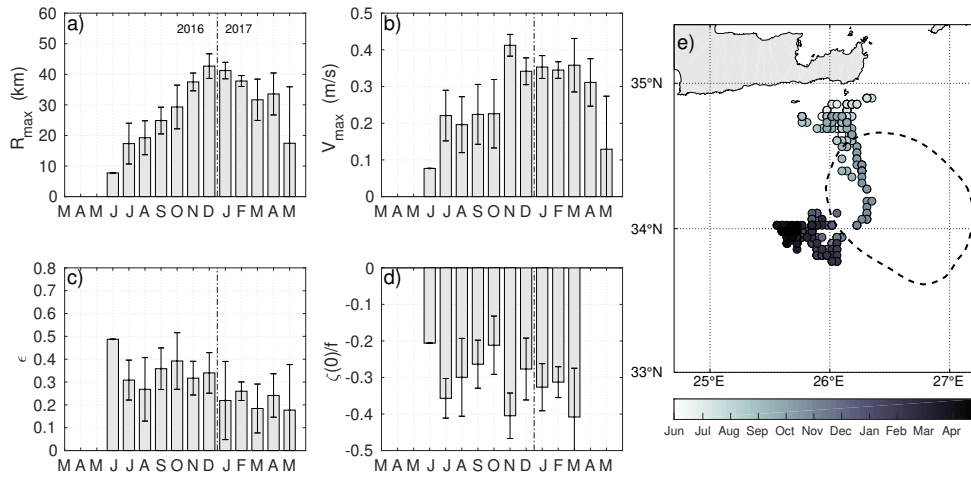 a)
2016 2017
R_max (km)
60
50
40
30
20
10
0
M A M J J A S O N D J F M A M
b)
V_max (m/s)
0.5
0.4
0.3
0.2
0.1
0
M A M J J A S O N D J F M A M
c)
ϵ
0.8
0.7
0.6
0.5
0.4
0.3
0.2
0.1
0
M A M J J A S O N D J F M A M
d)
ζ(0)/f
0
-0.1
-0.2
-0.3
-0.4
-0.5
M A M J J A S O N D J F M A M
e)
35°N
34°N
33°N
25°E 26°E 27°E
Jun Jul Aug Sep Oct Nov Dec Jan Feb Mar Apr